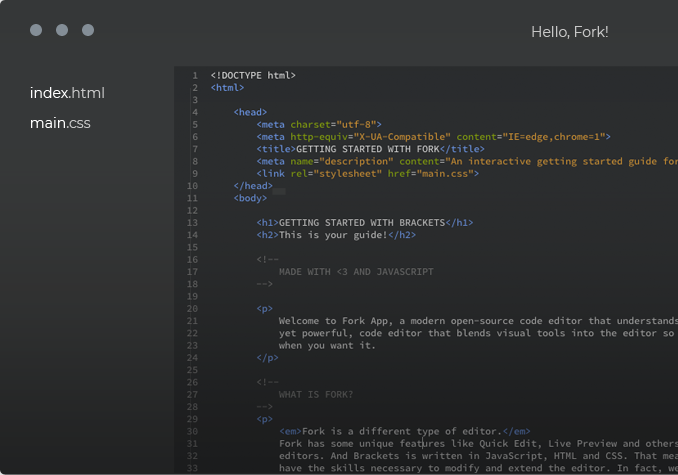 Hello, Fork!
index.html
main.css
1 <!DOCTYPE html>
2 <html>
3
4 <head>
5 <meta charset="utf-8">
6 <meta http-equiv="X-UA-Compatible" content="IE=edge,chrome=1">
7 <title>GETTING STARTED WITH FORK</title>
8 <meta name="description" content="An interactive getting started guide for
9 <link rel="stylesheet" href="main.css">
10 </head>
11 <body>
12
13 <h1>GETTING STARTED WITH BRACKETS</h1>
14 <h2>This is your guide!</h2>
15
16 <!--
17 MADE WITH <3 AND JAVASCRIPT
18 -->
19
20 <p>
21 Welcome to Fork App, a modern open-source code editor that understands
22 yet powerful, code editor that blends visual tools into the editor so
23 when you want it.
24 </p>
25
26 <!--
27 WHAT IS FORK?
28 -->
29 <p>
30 <em>Fork is a different type of editor.</em>
31 Fork has some unique features like Quick Edit, Live Preview and others
32 editors. And Brackets is written in JavaScript, HTML and CSS. That mea
33 have the skills necessary to modify and extend the editor. In fact, we